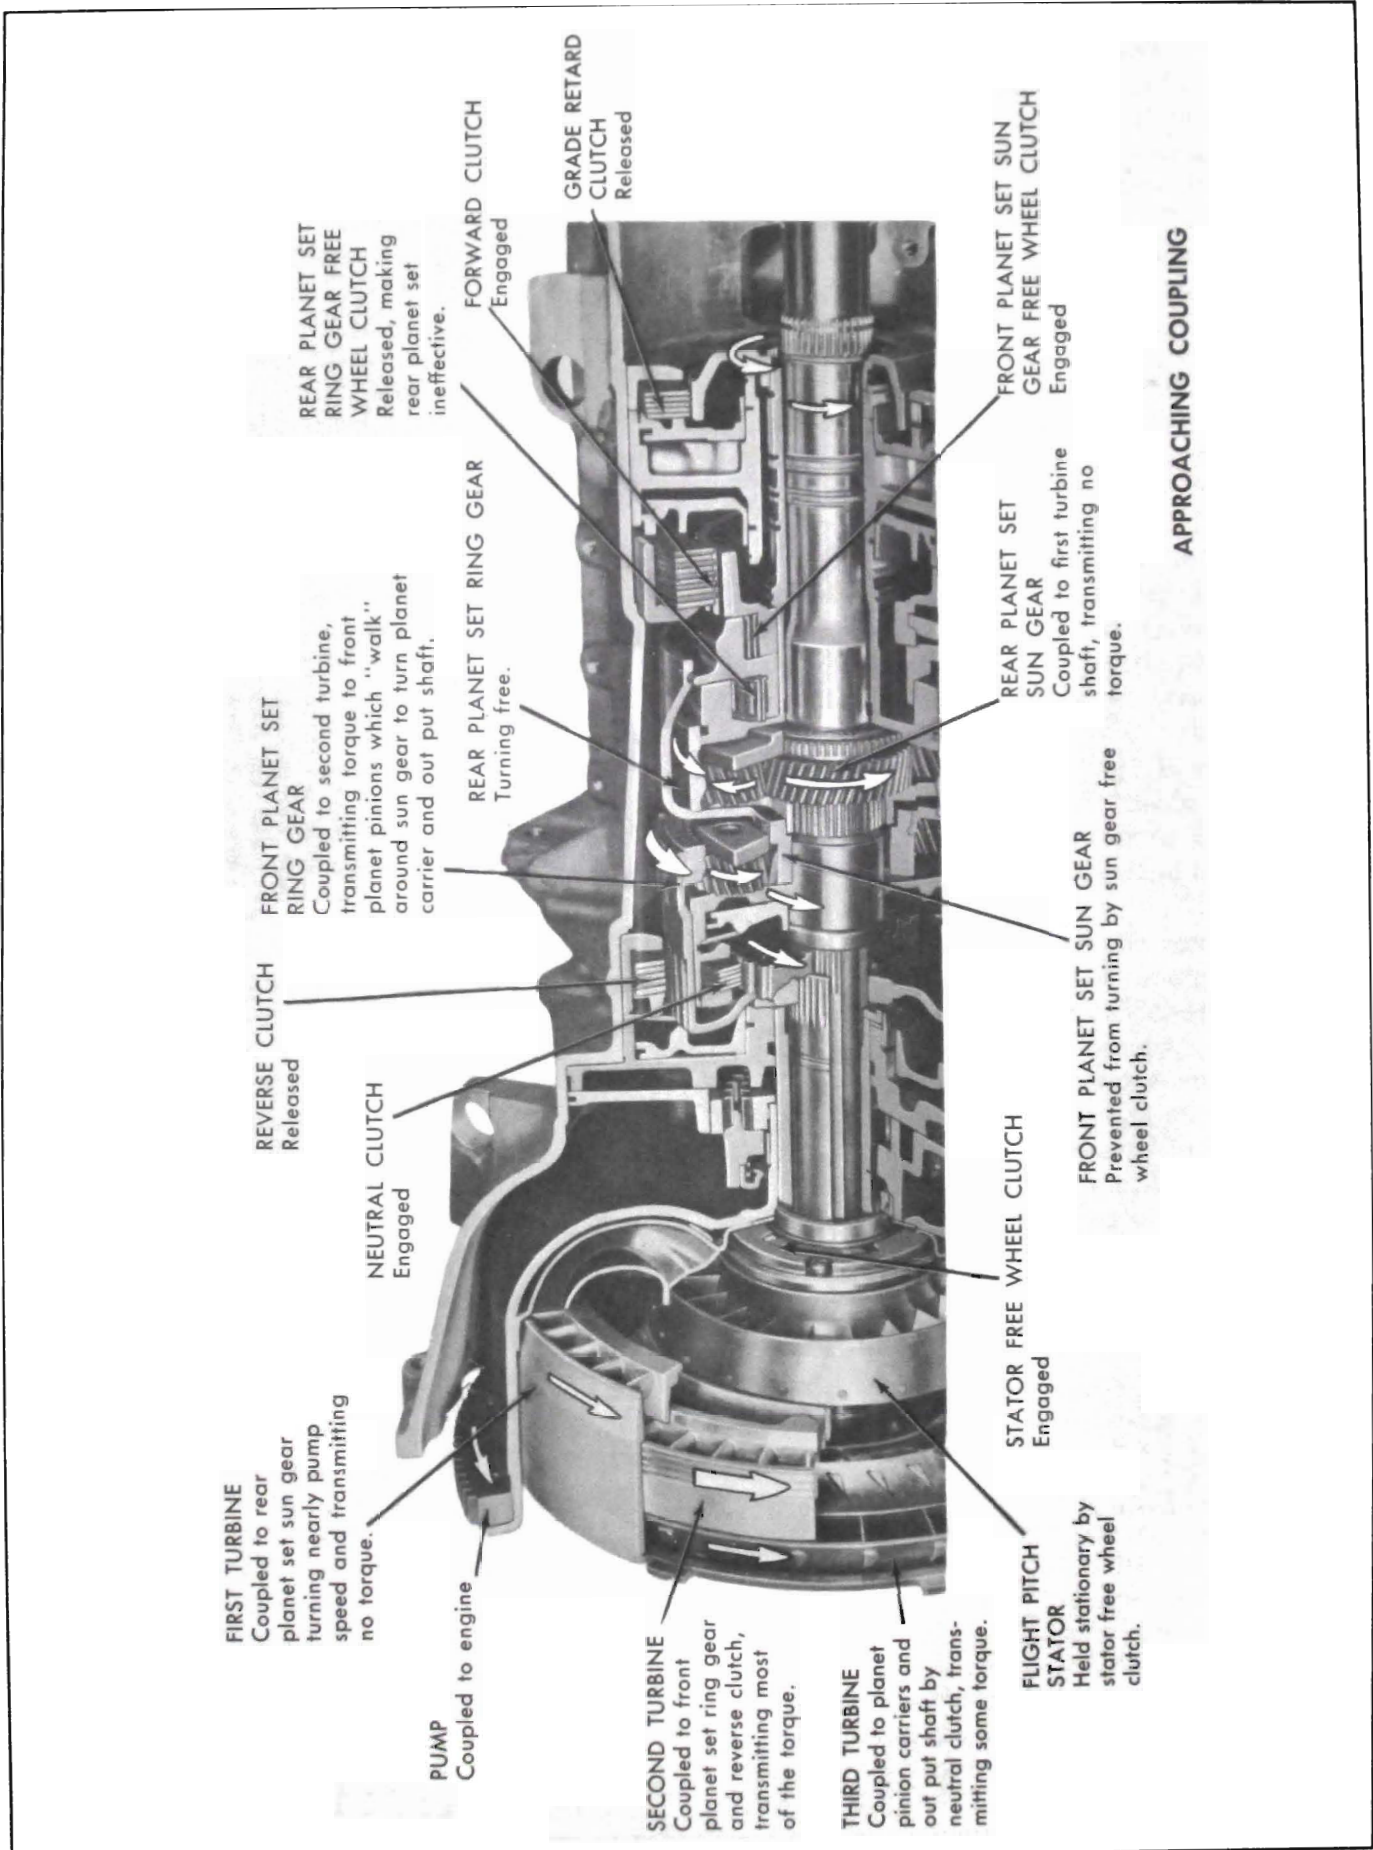 FIRST TURBINE
Coupled to rear
planet set sun gear
turning nearly pump
speed and transmitting
no torque.
PUMP
Coupled to engine
SECOND TURBINE
Coupled to front
planet set ring gear
and reverse clutch,
transmitting most
of the torque.
THIRD TURBINE
Coupled to planet
pinion carriers and
out put shaft by
neutral clutch, trans-
mitting some torque.
FLIGHT PITCH
STATOR
Held stationary by
stator free wheel
clutch.
STATOR FREE WHEEL CLUTCH
Engaged
NEUTRAL CLUTCH
Engaged
REVERSE CLUTCH
Released
FRONT PLANET SET
RING GEAR
Coupled to second turbine,
transmitting torque to front
planet pinions which "walk"
around sun gear to turn planet
carrier and out put shaft.
REAR PLANET SET RING GEAR
Turning free.
REAR PLANET SET
RING GEAR FREE
WHEEL CLUTCH
Released, making
rear planet set
ineffective.
FORWARD CLUTCH
Engaged
GRADE RETARD
CLUTCH
Released
FRONT PLANET SET SUN GEAR
Prevented from turning by sun gear free
wheel clutch.
REAR PLANET SET
SUN GEAR
Coupled to first turbine
shaft, transmitting no
torque.
FRONT PLANET SET SUN
GEAR FREE WHEEL CLUTCH
Engaged
APPROACHING COUPLING